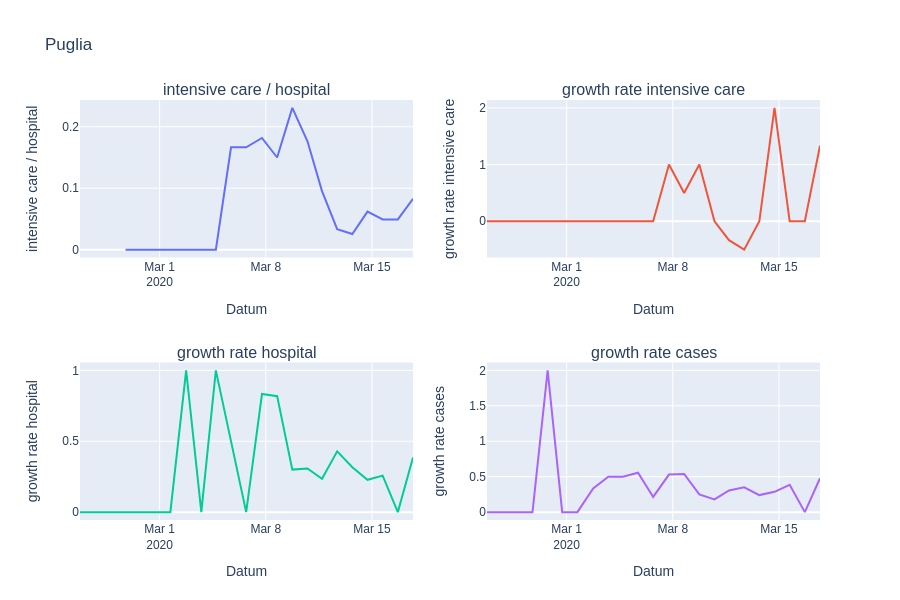 Puglia
intensive care / hospital
intensive care / hospital
0.2
0.1
0
Mar 1
2020
Mar 8
Mar 15
Datum
growth rate intensive care
growth rate intensive care
2
1
0
Mar 1
2020
Mar 8
Mar 15
Datum
growth rate hospital
growth rate hospital
1
0.5
0
Mar 1
2020
Mar 8
Mar 15
Datum
growth rate cases
growth rate cases
2
1.5
1
0.5
0
Mar 1
2020
Mar 8
Mar 15
Datum